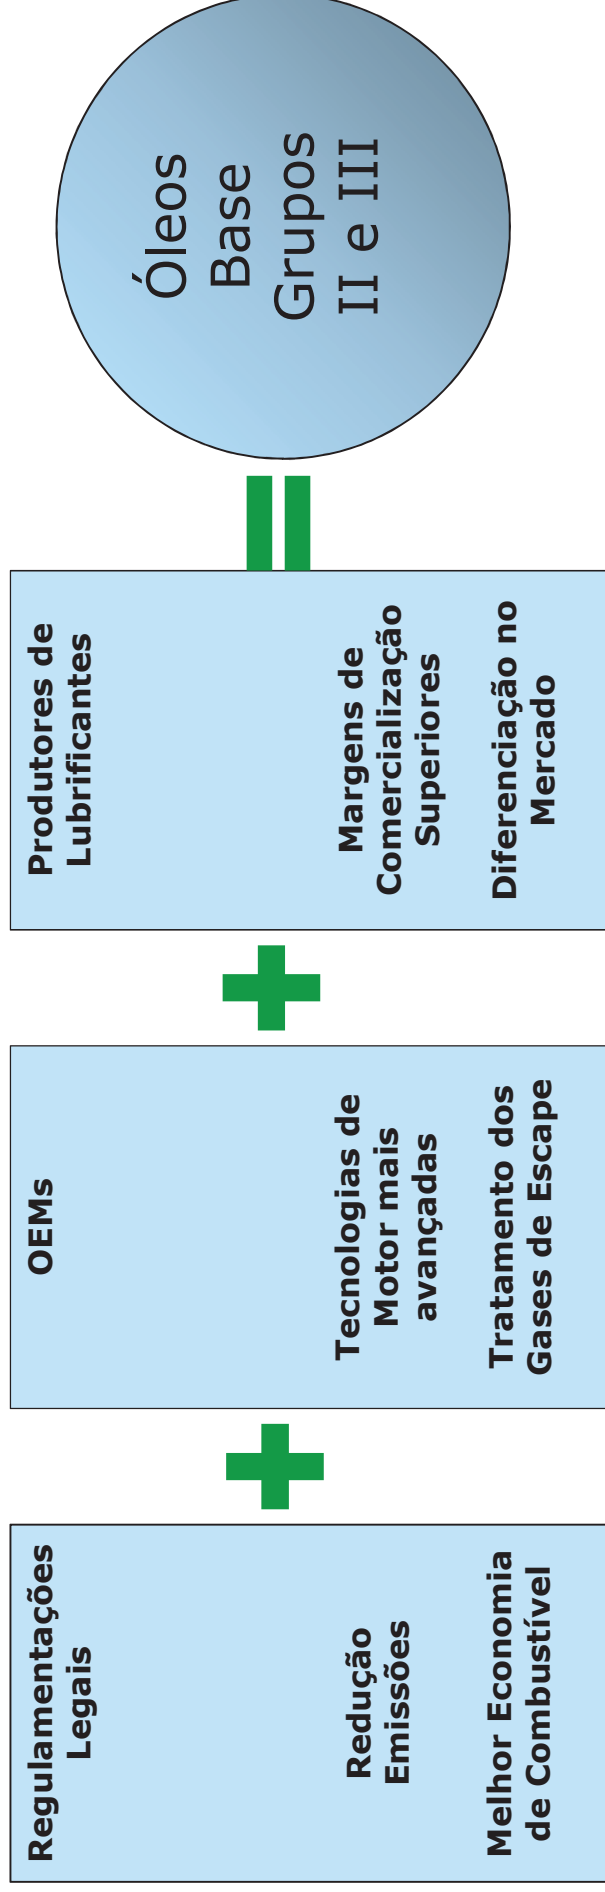 Regulamentações
Legais
Redução
Emissões
Melhor Economia
de Combustível
OEMs
Tecnologias de
Motor mais
avançadas
Tratamento dos
Gases de Escape
Produtores de
Lubrificantes
Margens de
Comercialização
Superiores
Diferenciação no
Mercado
Óleos
Base
Grupos
II e III